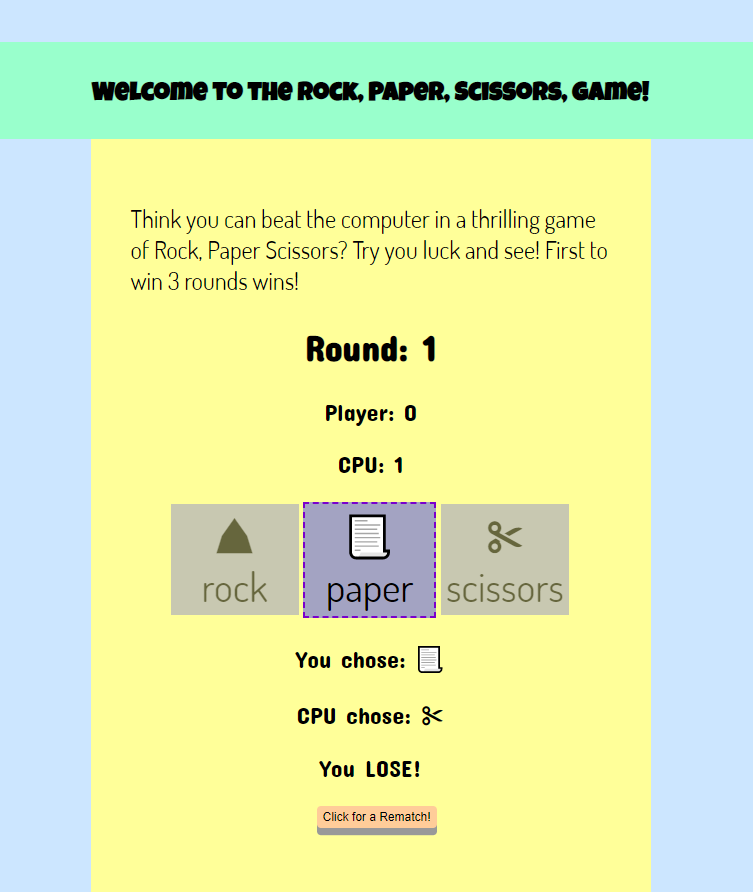 Welcome to the Rock, Paper, Scissors, Game!
Think you can beat the computer in a thrilling game
of Rock, Paper Scissors? Try you luck and see! First to
win 3 rounds wins!
Round: 1
Player: 0
CPU: 1
rock paper scissors
You chose:
CPU chose:
You LOSE!
Click for a Rematch!